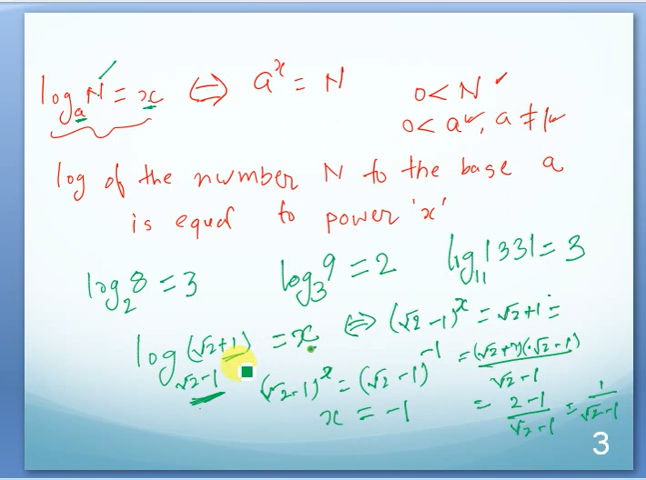 log_a N = x ⇔ a^x = N
0 < N
0 < a, a ≠ 1
log of the number N to the base a
is equal to power 'x'
log_2 8 = 3 log_3 9 = 2 log_11 1331 = 3
log_(√2-1) (√2+1) = x ⇔ (√2-1)^x = √2+1 =
= (√2+1)(√2-1) / √2-1
(√2-1)^x = (√2-1)^-1
x = -1
= 2-1 / √2-1 = 1 / √2-1
3